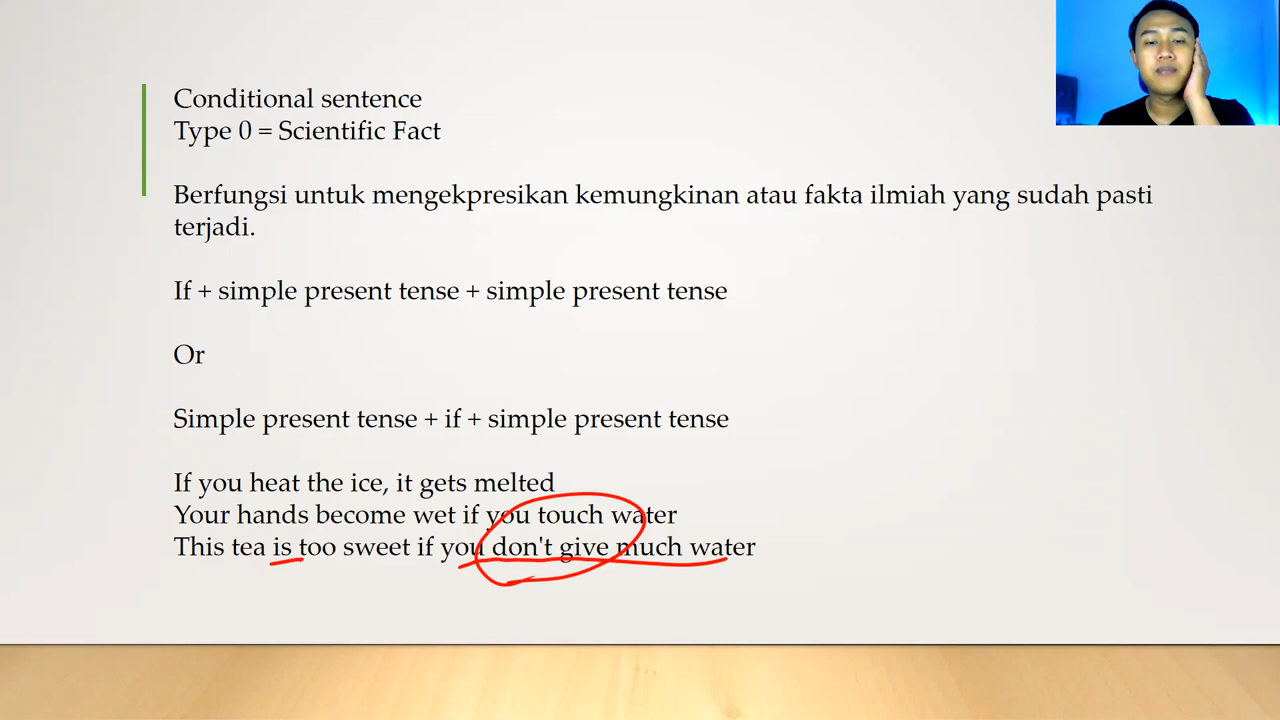 Conditional sentence
Type 0 = Scientific Fact
Berfungsi untuk mengekpresikan kemungkinan atau fakta ilmiah yang sudah pasti
terjadi.
If + simple present tense + simple present tense
Or
Simple present tense + if + simple present tense
If you heat the ice, it gets melted
Your hands become wet if you touch water
This tea is too sweet if you don't give much water